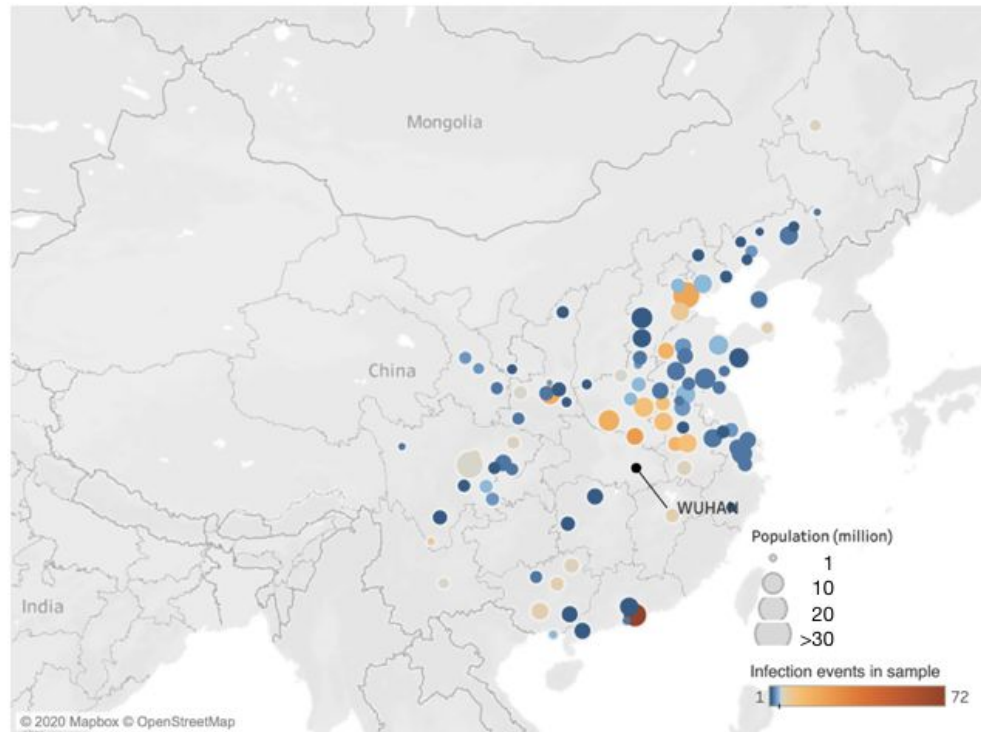 Mongolia
China
WUHAN
India
Population (million)
1
10
20
>30
Infection events in sample
1
72
© 2020 Mapbox © OpenStreetMap